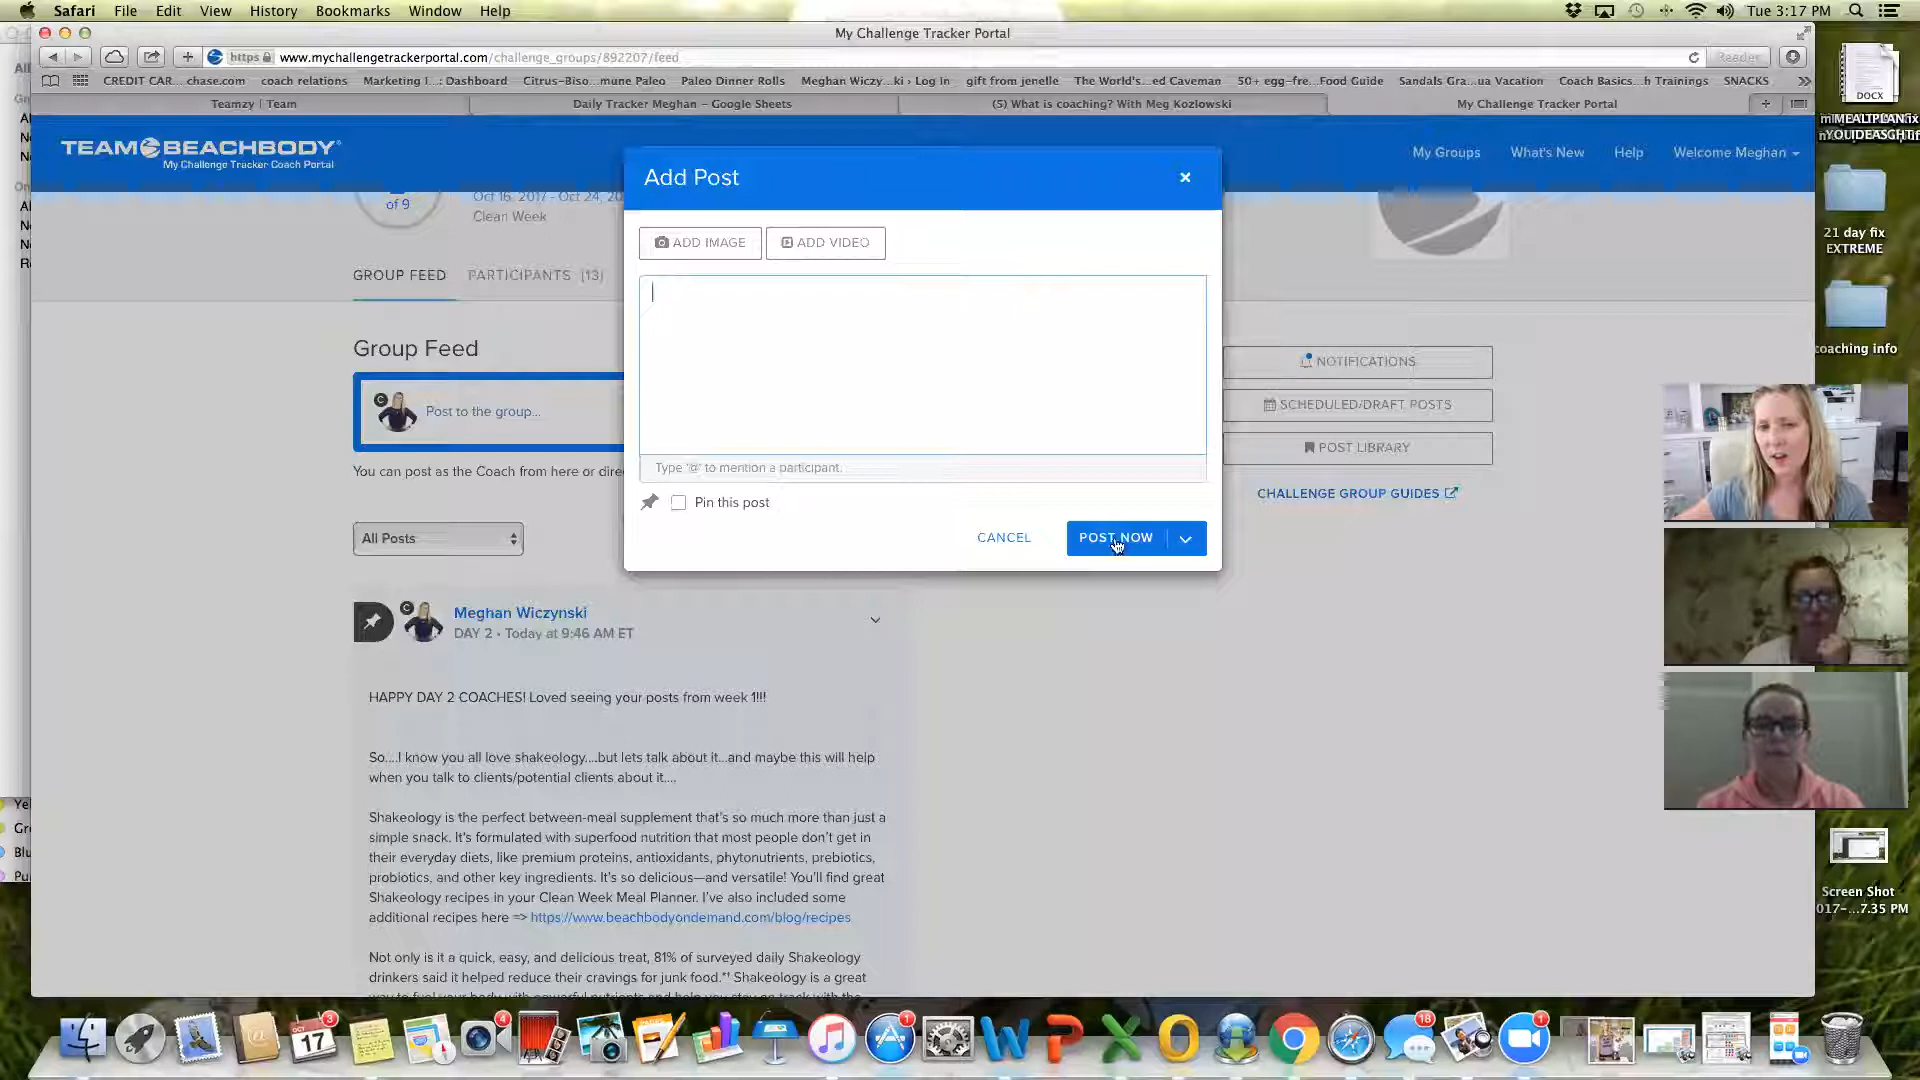 Safari File Edit View History Bookmarks Window Help
Tue 3:17 PM
My Challenge Tracker Portal
https www.mychallengetrackerportal.com/challenge_groups/892207/feed
Reader
CREDIT CAR...chase.com coach relations Marketing I...: Dashboard Citrus-Biso...mune Paleo Paleo Dinner Rolls Meghan Wiczy...ki › Log In gift from jenelle The World's...ed Caveman 50+ egg-fre...Food Guide Sandals Gra...ua Vacation Coach Basics...h Trainings SNACKS
Teamzy | Team
Daily Tracker Meghan – Google Sheets
(5) What is coaching? With Meg Kozlowski
My Challenge Tracker Portal
TEAM BEACHBODY
My Challenge Tracker Coach Portal
My Groups What's New Help Welcome Meghan
of 9
Oct 16, 2017 - Oct 24, 20
Clean Week
GROUP FEED PARTICIPANTS (13)
Add Post
×
ADD IMAGE ADD VIDEO
Type '@' to mention a participant.
Pin this post
CANCEL POST NOW
Group Feed
C
Post to the group...
You can post as the Coach from here or dire
All Posts
NOTIFICATIONS
SCHEDULED/DRAFT POSTS
POST LIBRARY
CHALLENGE GROUP GUIDES
C
Meghan Wiczynski
DAY 2 • Today at 9:46 AM ET
HAPPY DAY 2 COACHES! Loved seeing your posts from week 1!!!
So....I know you all love shakeology....but lets talk about it...and maybe this will help
when you talk to clients/potential clients about it....
Shakeology is the perfect between-meal supplement that's so much more than just a
simple snack. It's formulated with superfood nutrition that most people don't get in
their everyday diets, like premium proteins, antioxidants, phytonutrients, prebiotics,
probiotics, and other key ingredients. It's so delicious—and versatile! You'll find great
Shakeology recipes in your Clean Week Meal Planner. I've also included some
additional recipes here => https://www.beachbodyondemand.com/blog/recipes
Not only is it a quick, easy, and delicious treat, 81% of surveyed daily Shakeology
drinkers said it helped reduce their cravings for junk food.*† Shakeology is a great
DOCX
21 day fix
EXTREME
coaching info
Screen Shot
017-...7.35 PM
OCT 3
17
4
1
18
1